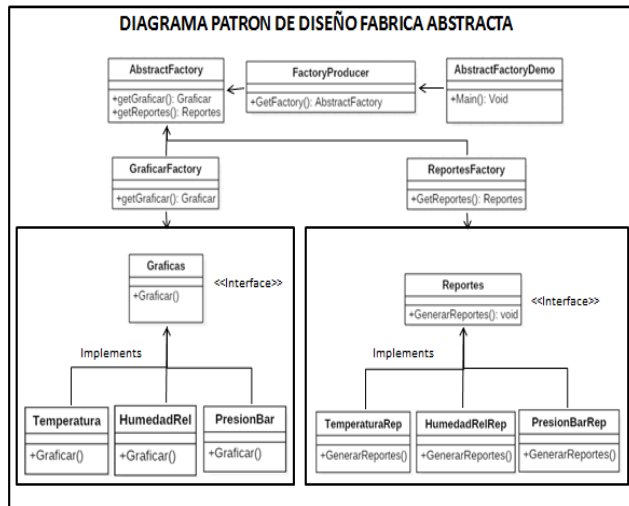 DIAGRAMA PATRON DE DISEÑO FABRICA ABSTRACTA
AbstractFactory
+getGraficar(): Graficar
+getReportes(): Reportes
FactoryProducer
+GetFactory(): AbstractFactory
AbstractFactoryDemo
+Main(): Void
GraficarFactory
+getGraficar(): Graficar
ReportesFactory
+GetReportes(): Reportes
Graficas
+Graficar()
<<Interface>>
Implements
Temperatura
+Graficar()
HumedadRel
+Graficar()
PresionBar
+Graficar()
Reportes
+GenerarReportes(): void
<<Interface>>
Implements
TemperaturaRep
+GenerarReportes()
HumedadRelRep
+GenerarReportes()
PresionBarRep
+GenerarReportes()